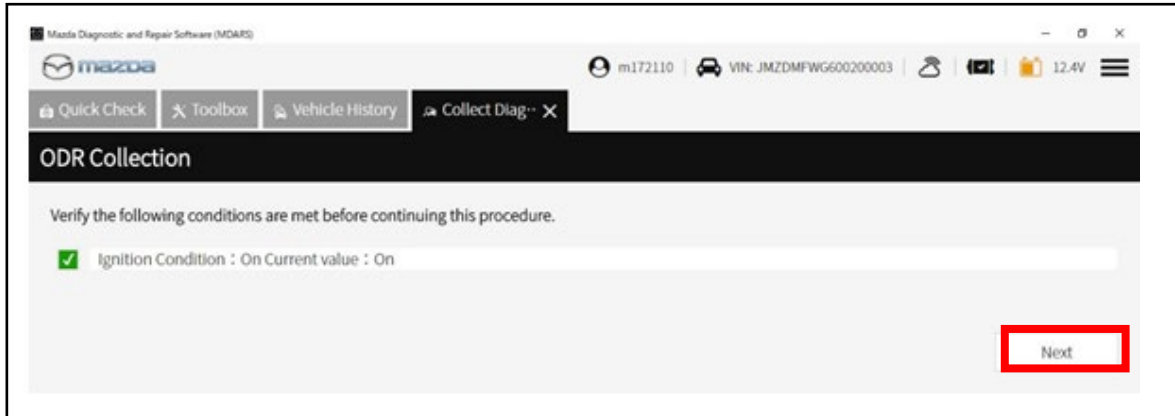 Mazda Diagnostic and Repair Software (MDARS)
mazda
m172110 VIN: JMZDMFWG600200003 12.4V
Quick Check Toolbox Vehicle History Collect Diag··
ODR Collection
Verify the following conditions are met before continuing this procedure.
Ignition Condition：On Current value：On
Next